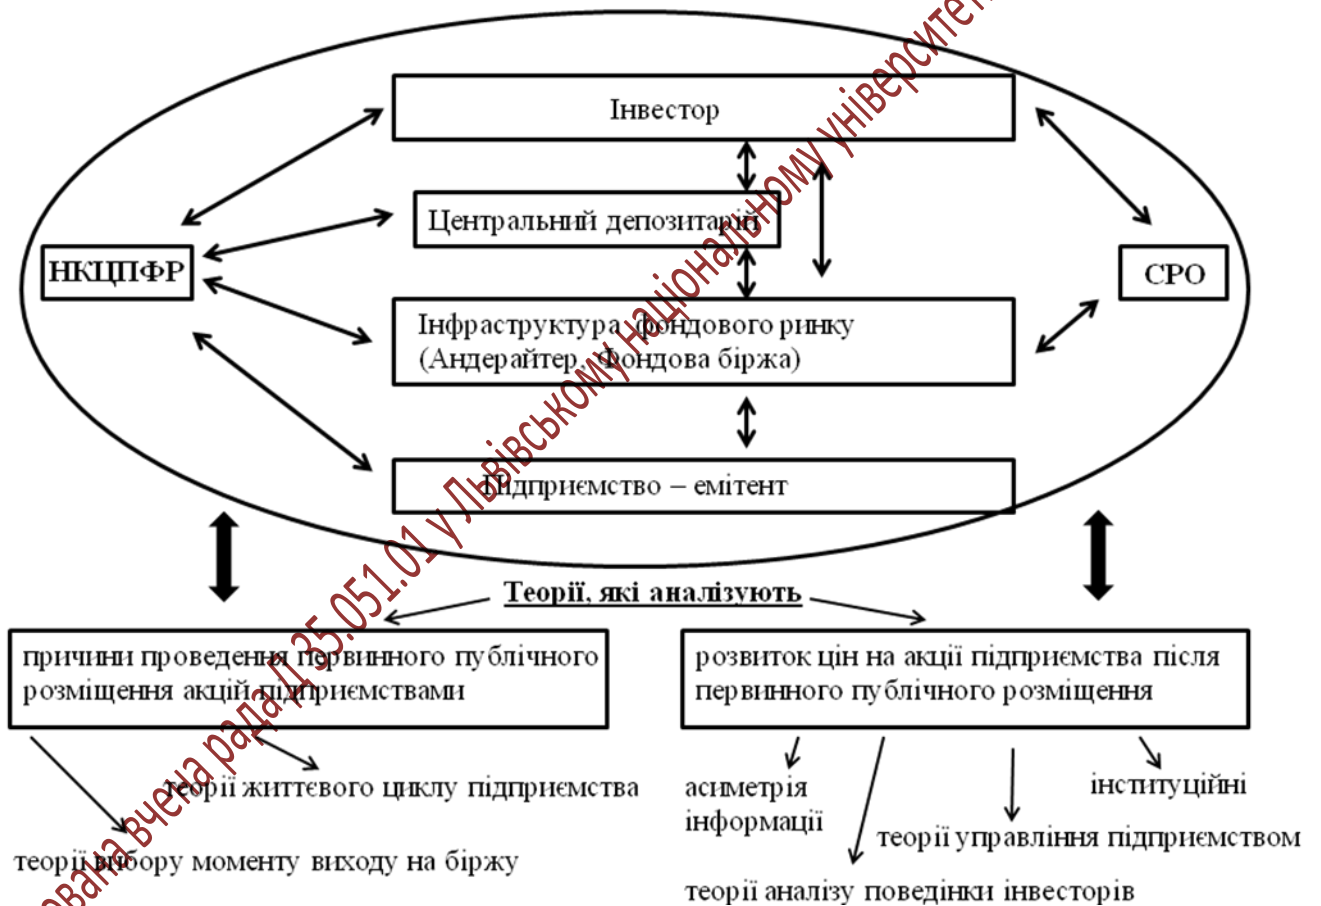 Інвестор
Центральний депозитарій
НКЦПФР
СРО
Інфраструктура фондового ринку
(Андерайтер, Фондова біржа)
Підприємство – емітент
Теорії, які аналізують
причини проведення первинного публічного
розміщення акцій підприємствами
розвиток цін на акції підприємства після
первинного публічного розміщення
теорії життєвого циклу підприємства
теорії вибору моменту виходу на біржу
асиметрія
інформації
інституційні
теорії управління підприємством
теорії аналізу поведінки інвесторів
вчена рада Д 35.051.01 у Львівському національному